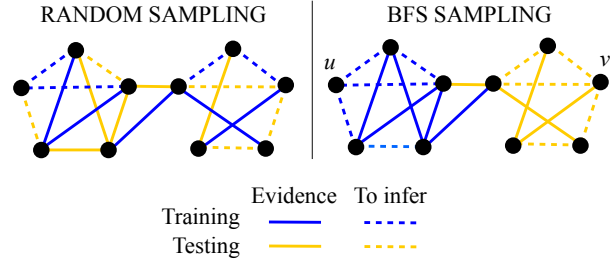 RANDOM SAMPLING
BFS SAMPLING
u
v
Evidence To infer
Training
Testing